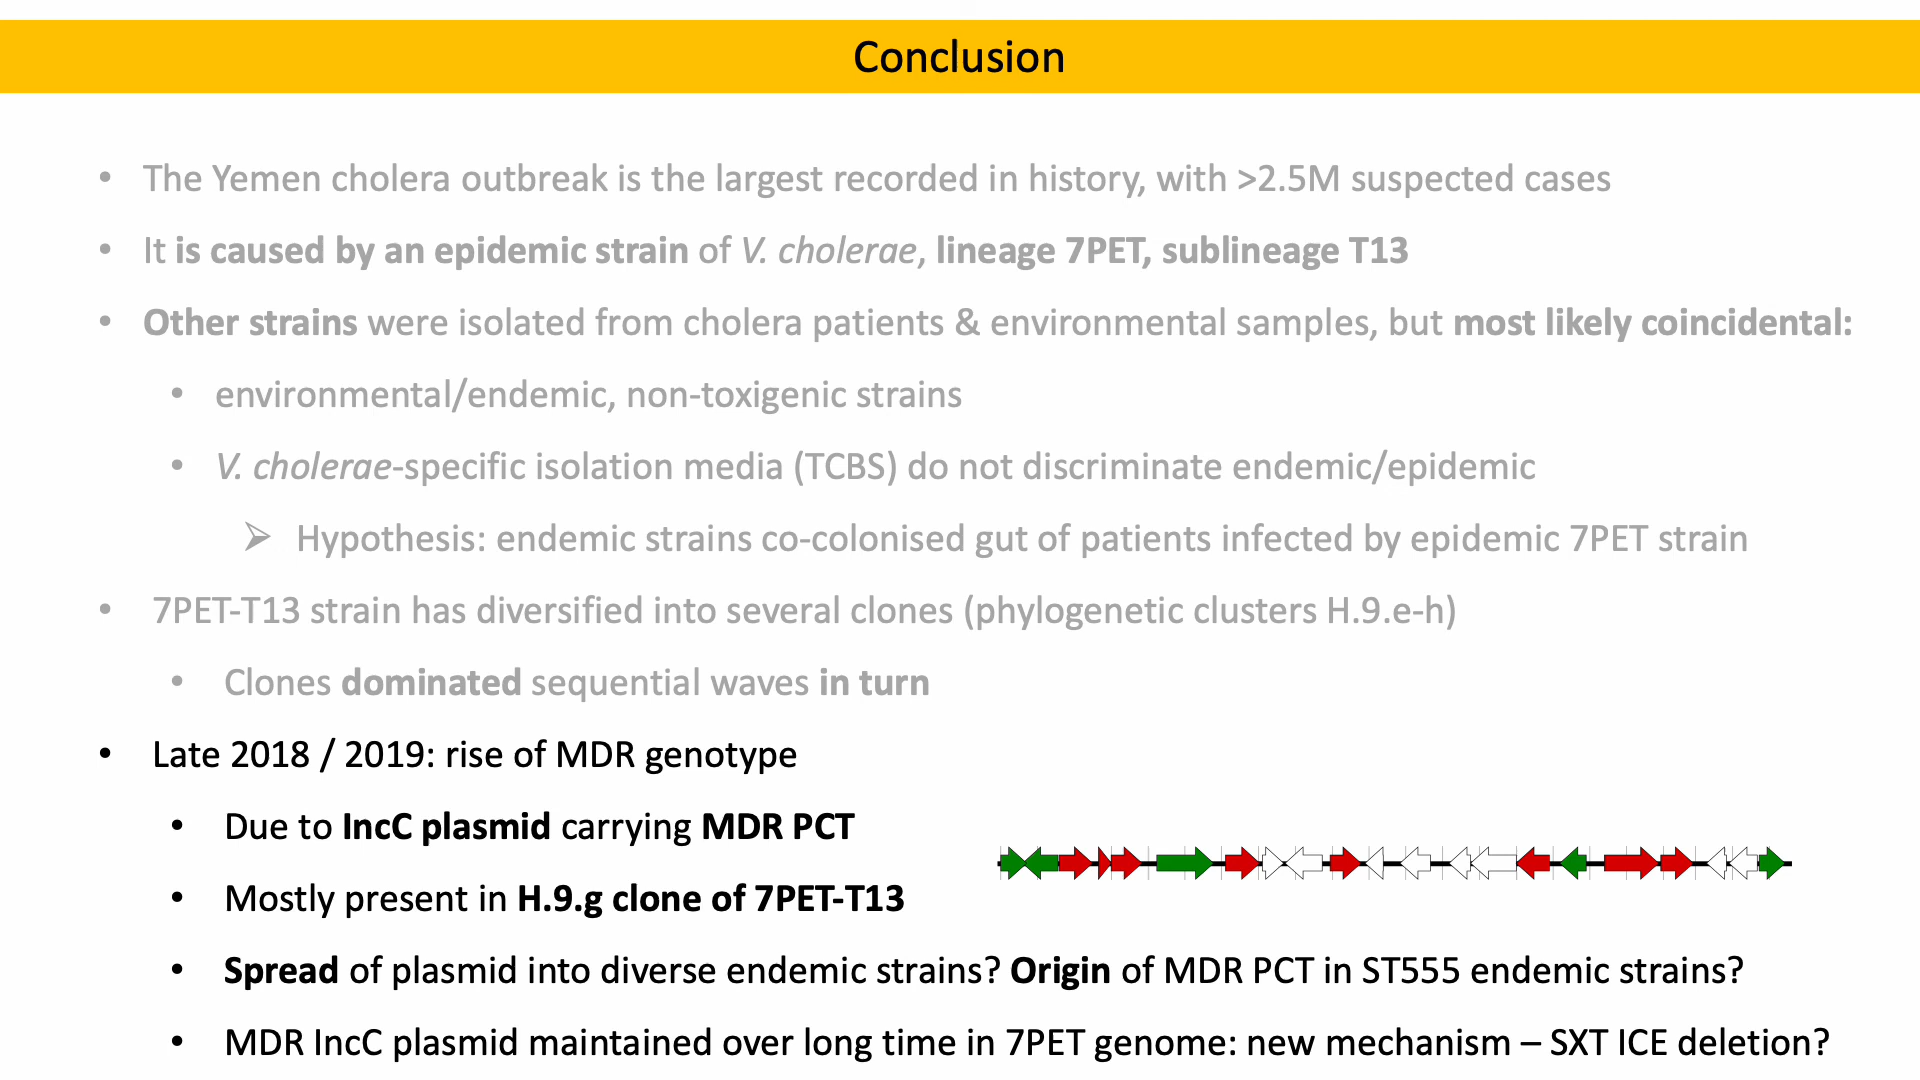 Conclusion
• The Yemen cholera outbreak is the largest recorded in history, with >2.5M suspected cases
• It is caused by an epidemic strain of V. cholerae, lineage 7PET, sublineage T13
• Other strains were isolated from cholera patients & environmental samples, but most likely coincidental:
• environmental/endemic, non-toxigenic strains
• V. cholerae-specific isolation media (TCBS) do not discriminate endemic/epidemic
➢ Hypothesis: endemic strains co-colonised gut of patients infected by epidemic 7PET strain
• 7PET-T13 strain has diversified into several clones (phylogenetic clusters H.9.e-h)
• Clones dominated sequential waves in turn
• Late 2018 / 2019: rise of MDR genotype
• Due to IncC plasmid carrying MDR PCT
• Mostly present in H.9.g clone of 7PET-T13
• Spread of plasmid into diverse endemic strains? Origin of MDR PCT in ST555 endemic strains?
• MDR IncC plasmid maintained over long time in 7PET genome: new mechanism – SXT ICE deletion?